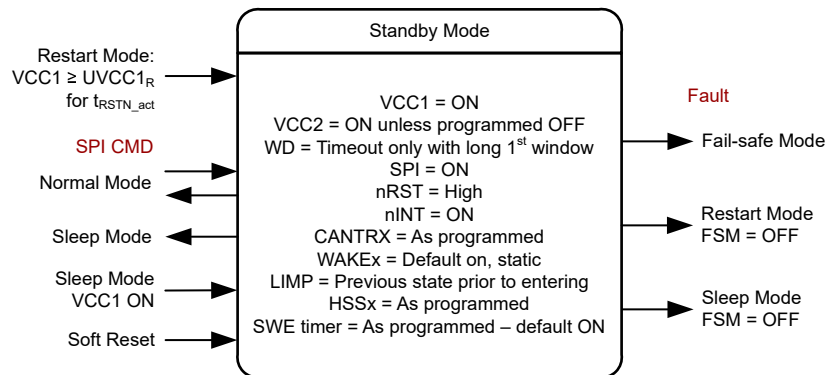 Standby Mode
Restart Mode:
VCC1 ≥ UVCC1R
for tRSTN_act
SPI CMD
Normal Mode
Sleep Mode
Sleep Mode
VCC1 ON
Soft Reset
VCC1 = ON
VCC2 = ON unless programmed OFF
WD = Timeout only with long 1st window
SPI = ON
nRST = High
nINT = ON
CANTRX = As programmed
WAKEx = Default on, static
LIMP = Previous state prior to entering
HSSx = As programmed
SWE timer = As programmed – default ON
Fault
Fail-safe Mode
Restart Mode
FSM = OFF
Sleep Mode
FSM = OFF